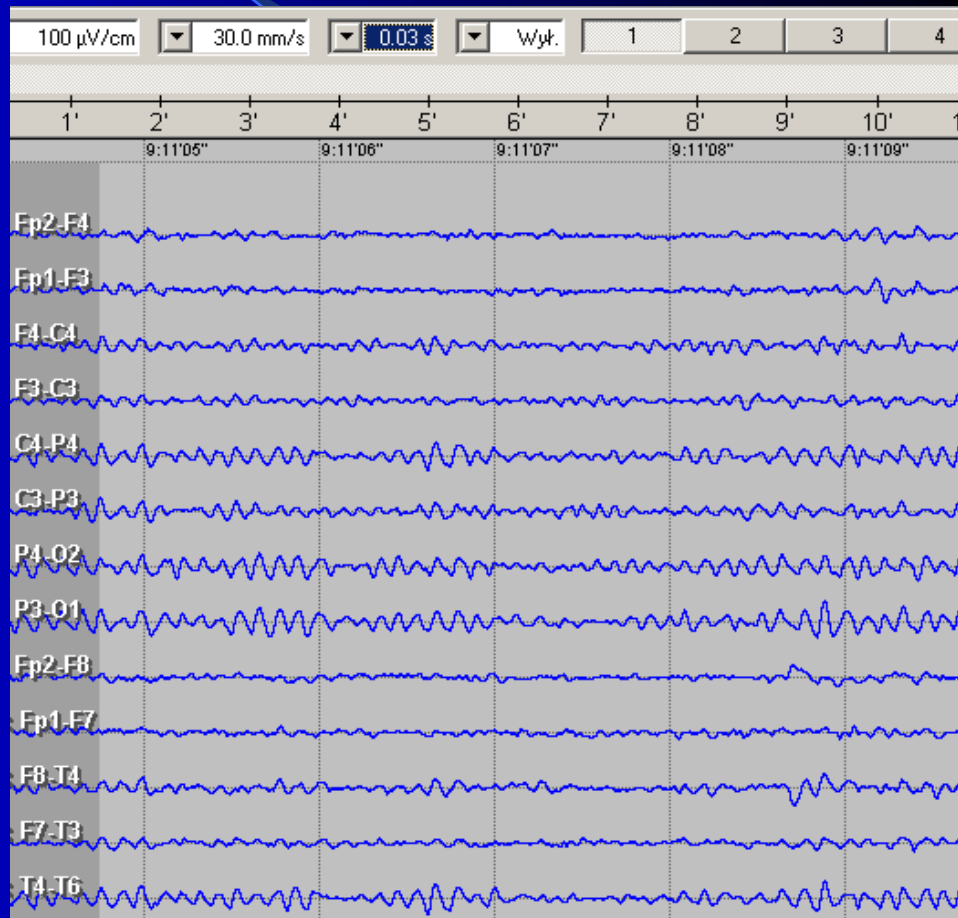 100 µV/cm 30.0 mm/s 0.03 s Wył. 1 2 3 4
1' 2' 3' 4' 5' 6' 7' 8' 9' 10'
9:11'05" 9:11'06" 9:11'07" 9:11'08" 9:11'09"
Fp2-F4
Fp1-F3
F4-C4
F3-C3
C4-P4
C3-P3
P4-O2
P3-O1
Fp2-F8
Fp1-F7
F8-T4
F7-T3
T4-T6